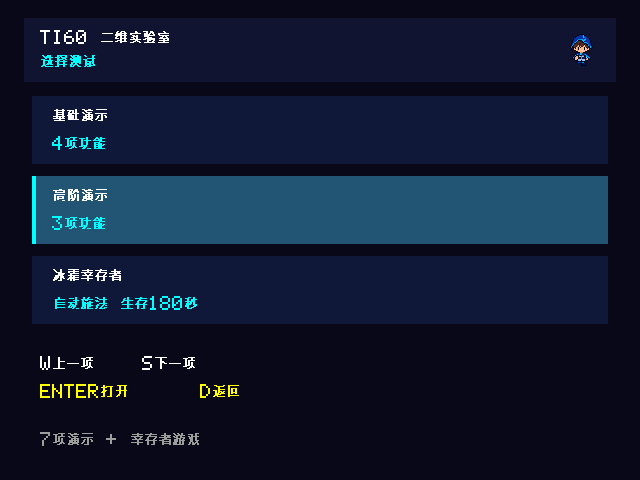 TI60 二维实验室
选择测试
基础演示
4项功能
高阶演示
3项功能
冰霜幸存者
自动施法 生存180秒
W上一项 S下一项
ENTER打开 D返回
7项演示 + 幸存者游戏